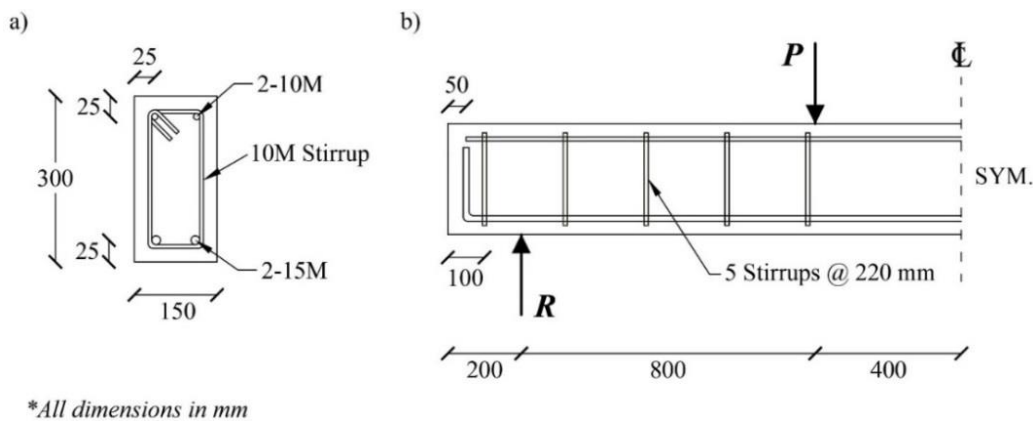 a)
25
2-10M
25
300
10M Stirrup
25
2-15M
150
b)
50
P
℄
SYM.
5 Stirrups @ 220 mm
100
R
200
800
400
*All dimensions in mm